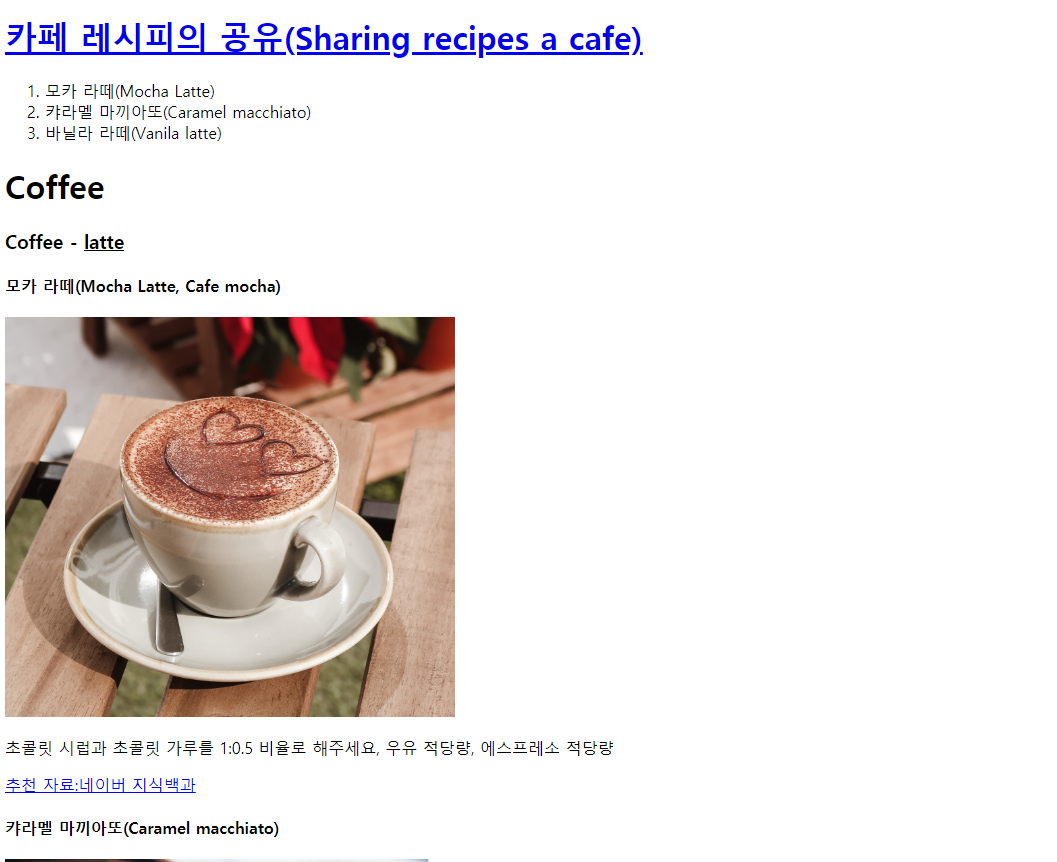 카페 레시피의 공유(Sharing recipes a cafe)
1. 모카 라떼(Mocha Latte)
2. 캬라멜 마끼아또(Caramel macchiato)
3. 바닐라 라떼(Vanila latte)
Coffee
Coffee - latte
모카 라떼(Mocha Latte, Cafe mocha)
초콜릿 시럽과 초콜릿 가루를 1:0.5 비율로 해주세요, 우유 적당량, 에스프레소 적당량
추천 자료:네이버 지식백과
캬라멜 마끼아또(Caramel macchiato)